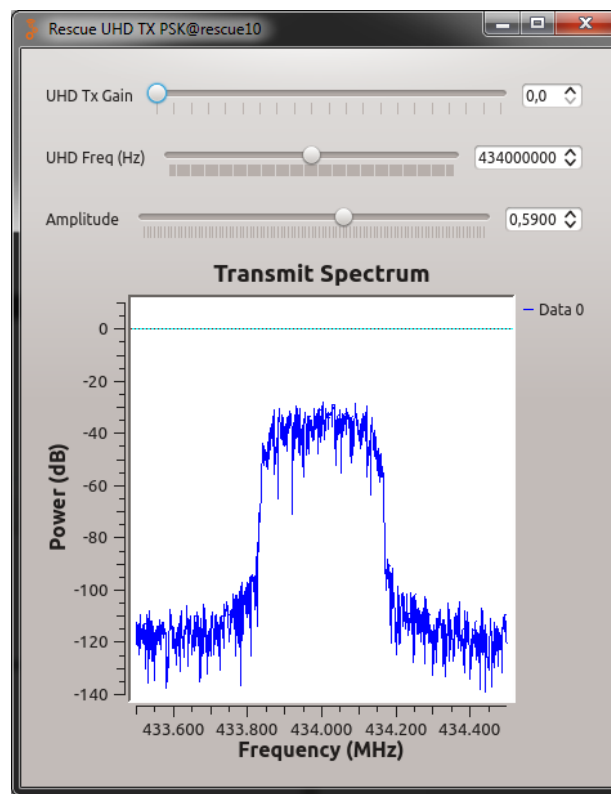 Rescue UHD TX PSK@rescue10
UHD Tx Gain 0,0
UHD Freq (Hz) 434000000
Amplitude 0,5900
Transmit Spectrum
Data 0
0
-20
-40
-60
-80
-100
-120
-140
Power (dB)
433.600 433.800 434.000 434.200 434.400
Frequency (MHz)